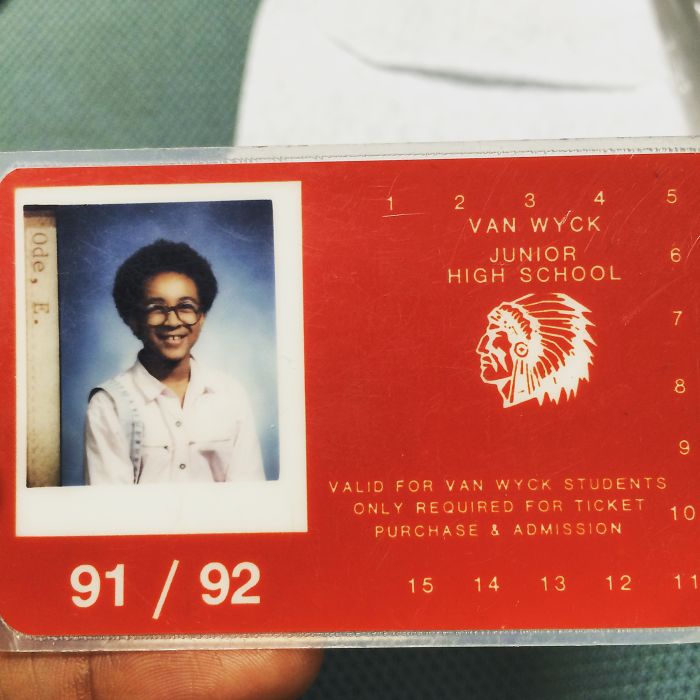 Ode, E.
1 2 3 4 5
VAN WYCK
JUNIOR
HIGH SCHOOL
6
7
8
9
VALID FOR VAN WYCK STUDENTS
ONLY REQUIRED FOR TICKET
PURCHASE & ADMISSION
10
91 / 92
15 14 13 12 11